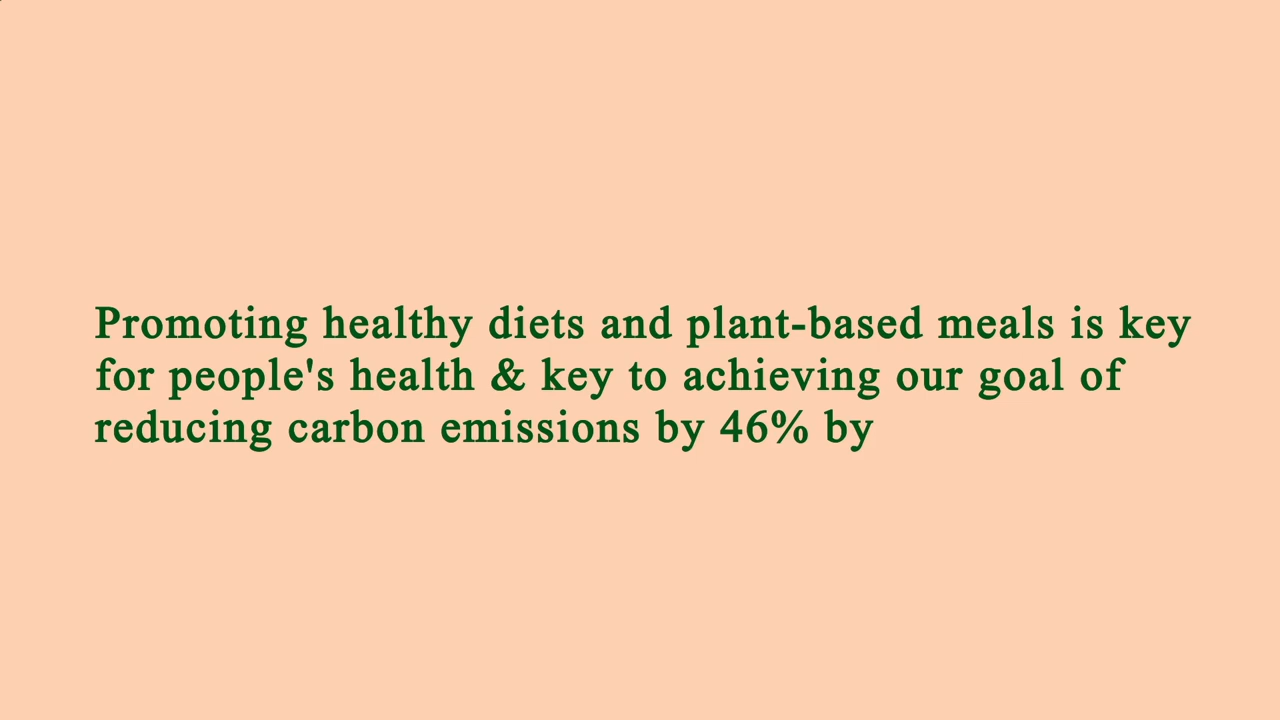 Promoting healthy diets and plant-based meals is key
for people's health & key to achieving our goal of
reducing carbon emissions by 46% by